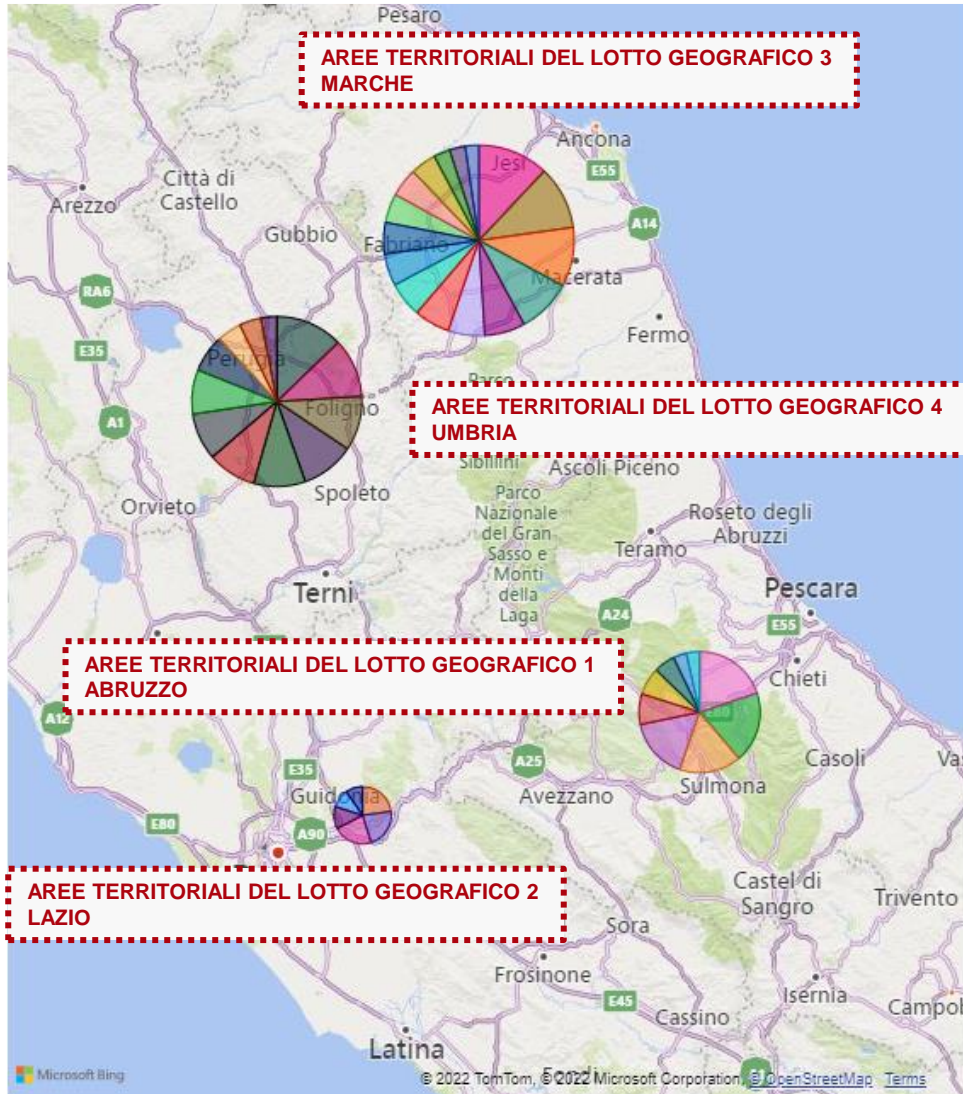 Pesaro
AREE TERRITORIALI DEL LOTTO GEOGRAFICO 3
MARCHE
Ancona
Jesi
E55
Città di
Castello
Arezzo
Gubbio
Fabriano
A14
Macerata
RA6
Fermo
E35
Perugia
Parco
AREE TERRITORIALI DEL LOTTO GEOGRAFICO 4
UMBRIA
Foligno
A1
Sibillini
Ascoli Piceno
Spoleto
Orvieto
Parco
Nazionale
del Gran
Sasso e
Monti
della
Laga
Roseto degli
Abruzzi
Teramo
Terni
Pescara
A24
E55
AREE TERRITORIALI DEL LOTTO GEOGRAFICO 1
ABRUZZO
Chieti
A12
Casoli
Vas
A25
Sulmona
E35
Guidonia
Avezzano
E80
A90
AREE TERRITORIALI DEL LOTTO GEOGRAFICO 2
LAZIO
Castel di
Sangro
Trivento
Sora
Frosinone
Isernia
E45
Cassino
Campob
Latina
Microsoft Bing
© 2022 TomTom, © 2022 Microsoft Corporation, © OpenStreetMap Terms